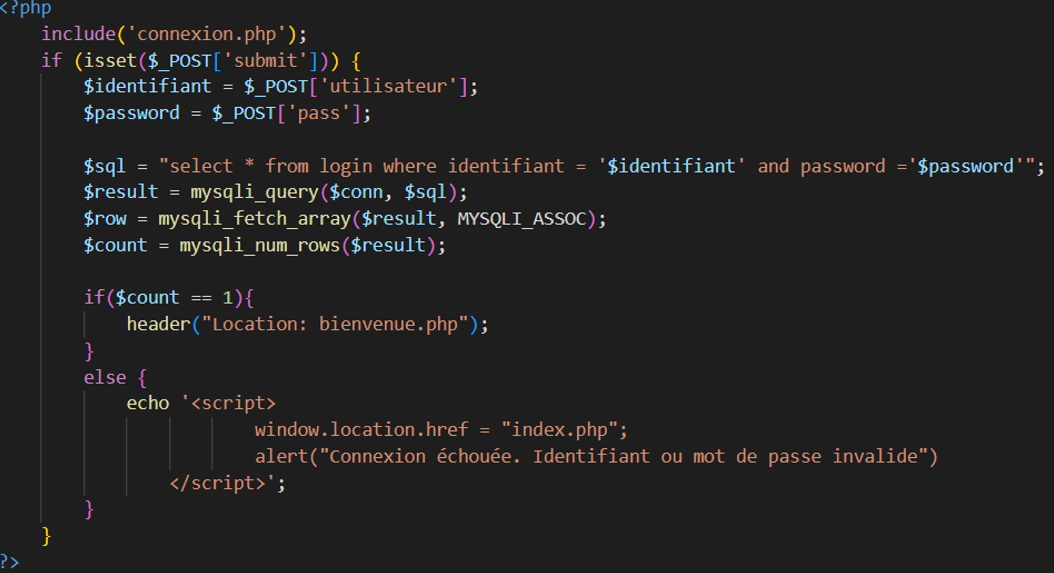 <?php
include('connexion.php');
if (isset($_POST['submit'])) {
$identifiant = $_POST['utilisateur'];
$password = $_POST['pass'];
$sql = "select * from login where identifiant = '$identifiant' and password ='$password'";
$result = mysqli_query($conn, $sql);
$row = mysqli_fetch_array($result, MYSQLI_ASSOC);
$count = mysqli_num_rows($result);
if($count == 1){
header("Location: bienvenue.php");
}
else {
echo '<script>
window.location.href = "index.php";
alert("Connexion échouée. Identifiant ou mot de passe invalide")
</script>';
}
}
?>